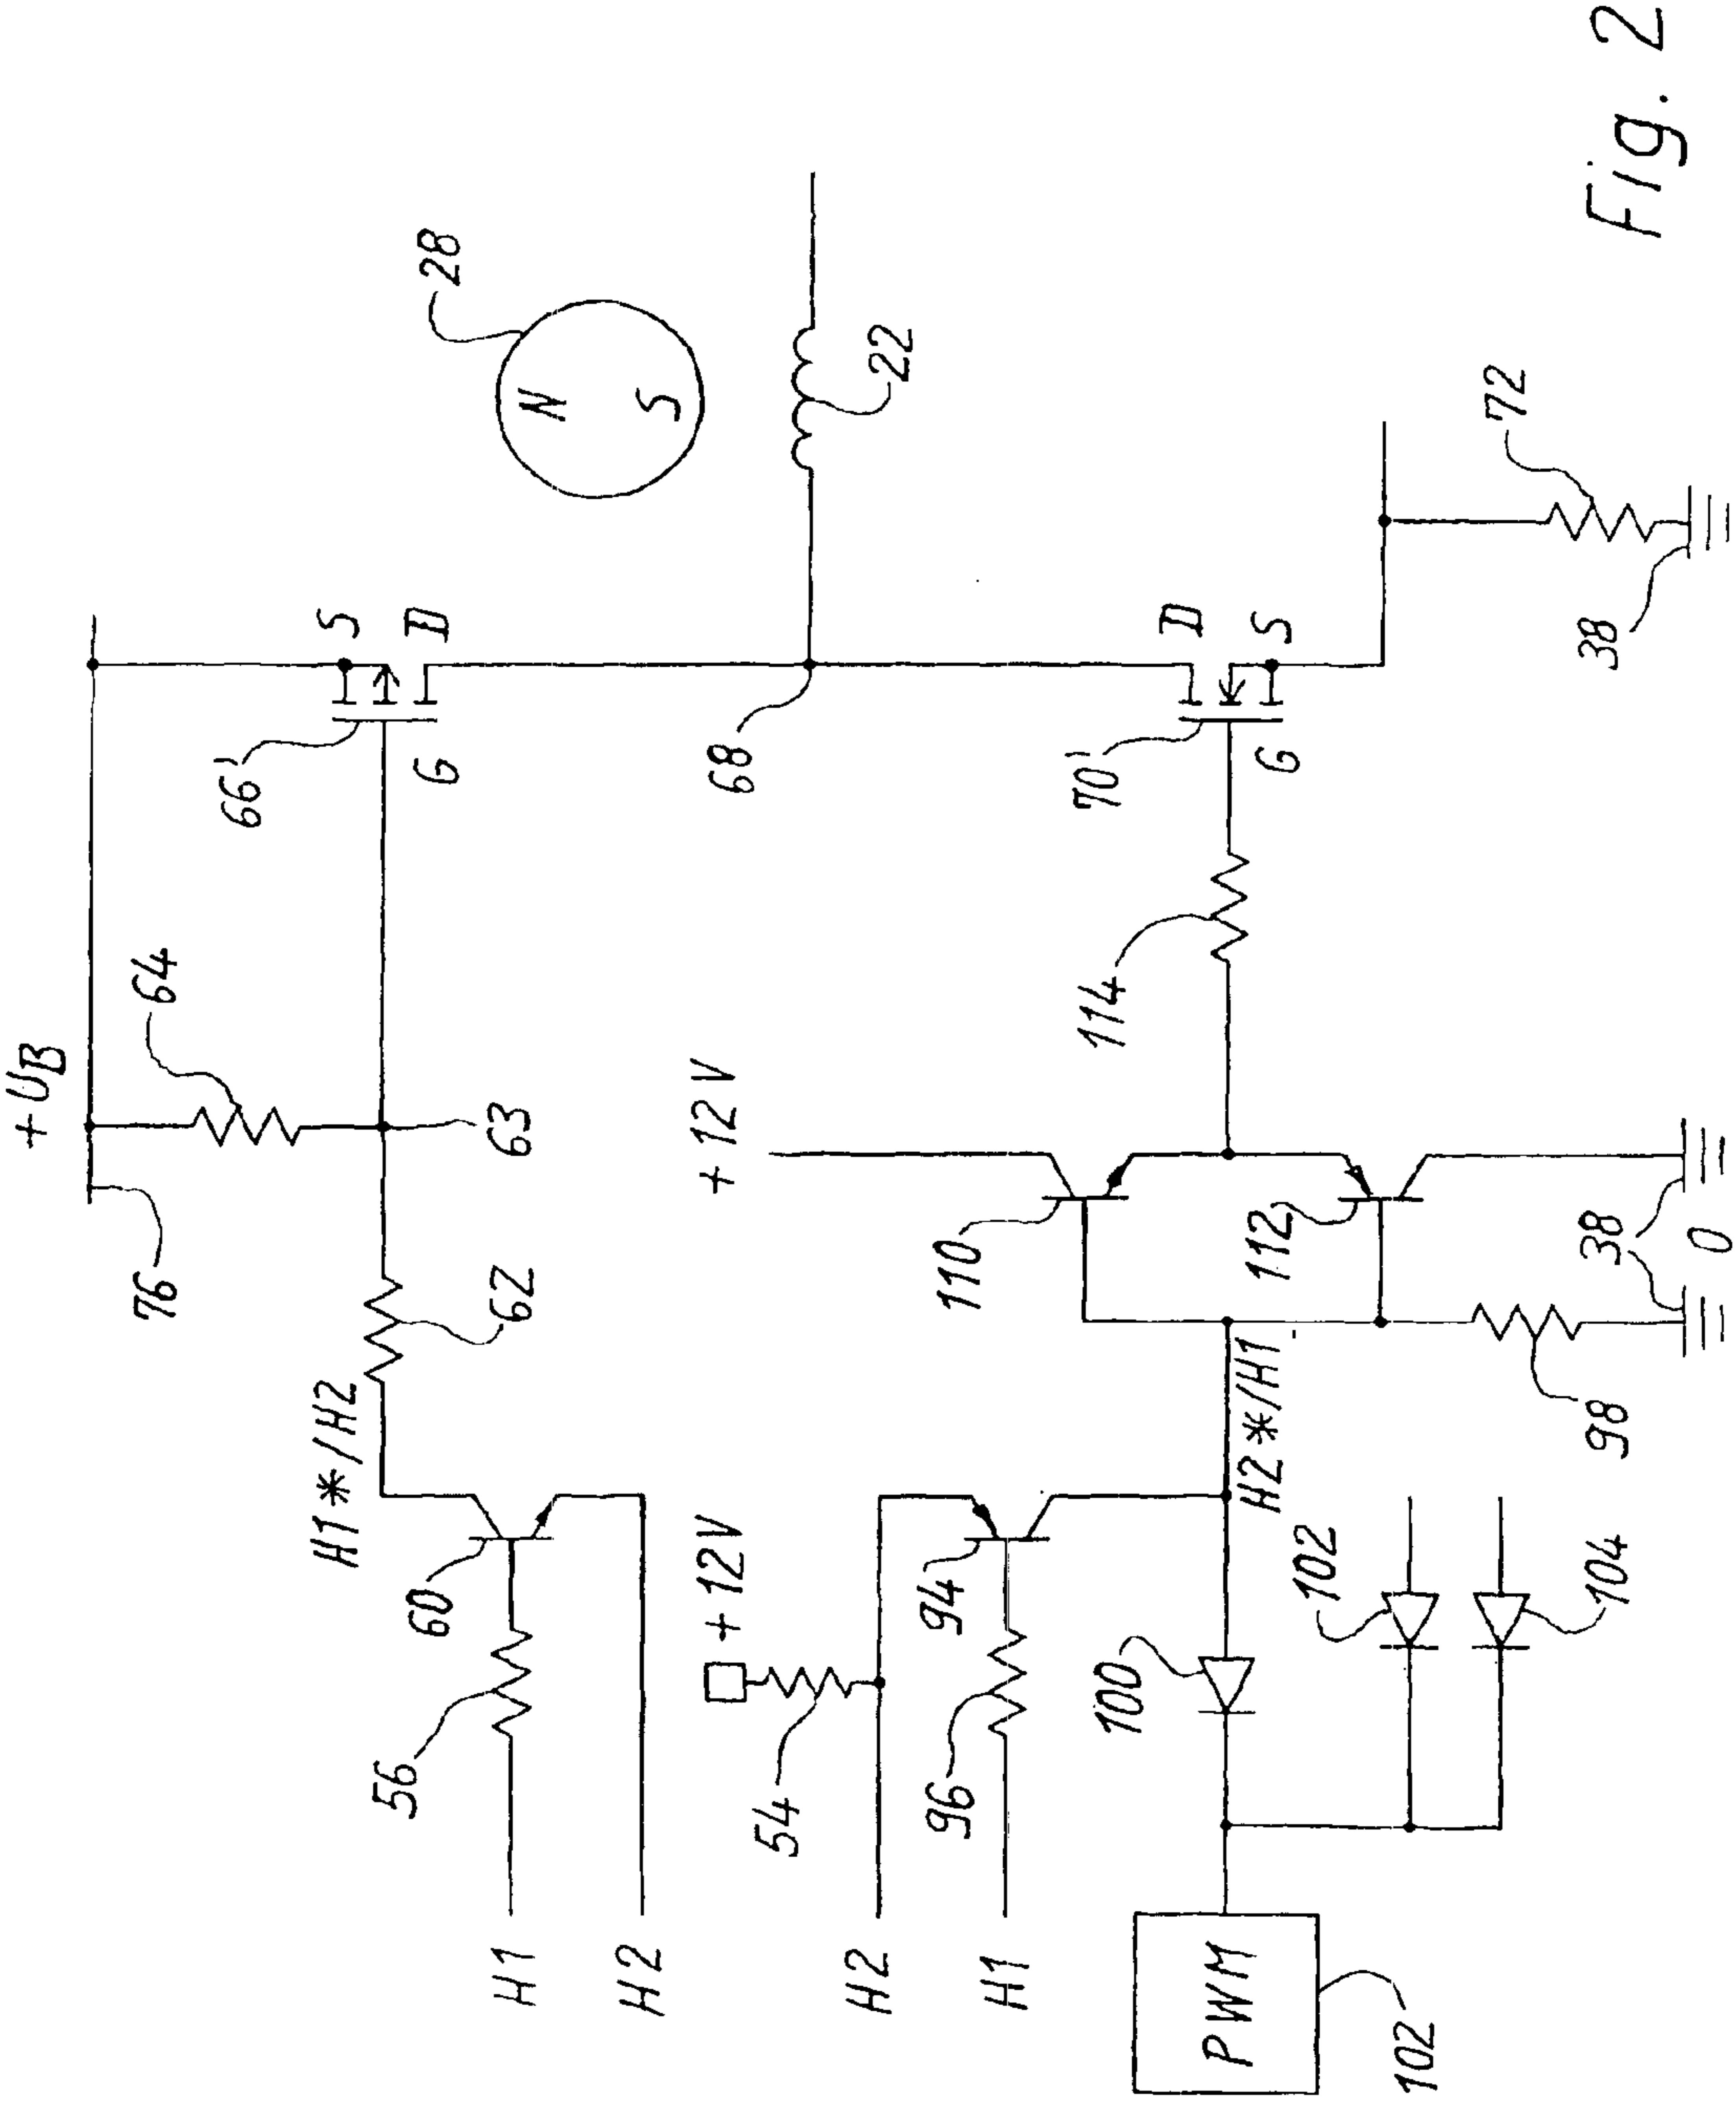 +UB
76
64
63
62
H1*/H2
60
56
H1
H2
66'
S
D
G
28
N
S
22
68
+12V
54
H2
94
96
H1
+12V
110
112
114
70'
D
S
G
72
38
H2*/H1
98
38
0
100
102
104
PWM
102
Fig. 2